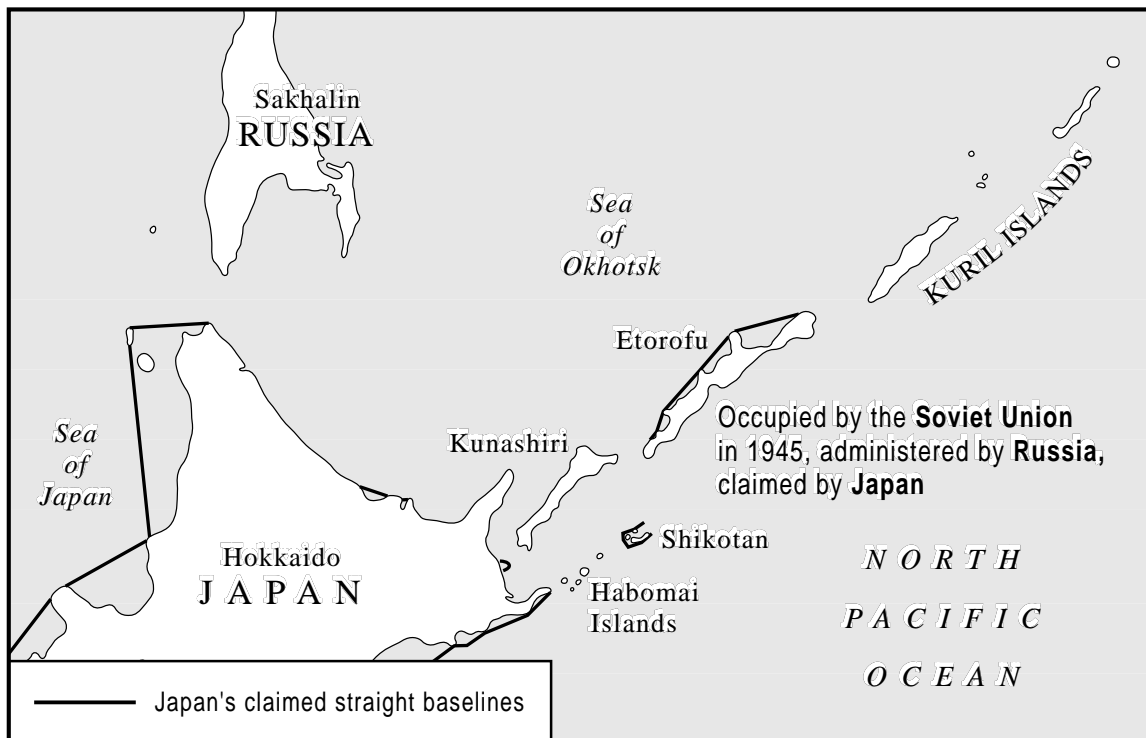 Sakhalin
RUSSIA
Sea
of
Okhotsk
KURIL ISLANDS
Etorofu
Occupied by the Soviet Union
in 1945, administered by Russia,
claimed by Japan
Sea
of
Japan
Kunashiri
Shikotan
Hokkaido
JAPAN
Habomai
Islands
NORTH
PACIFIC
OCEAN
Japan's claimed straight baselines